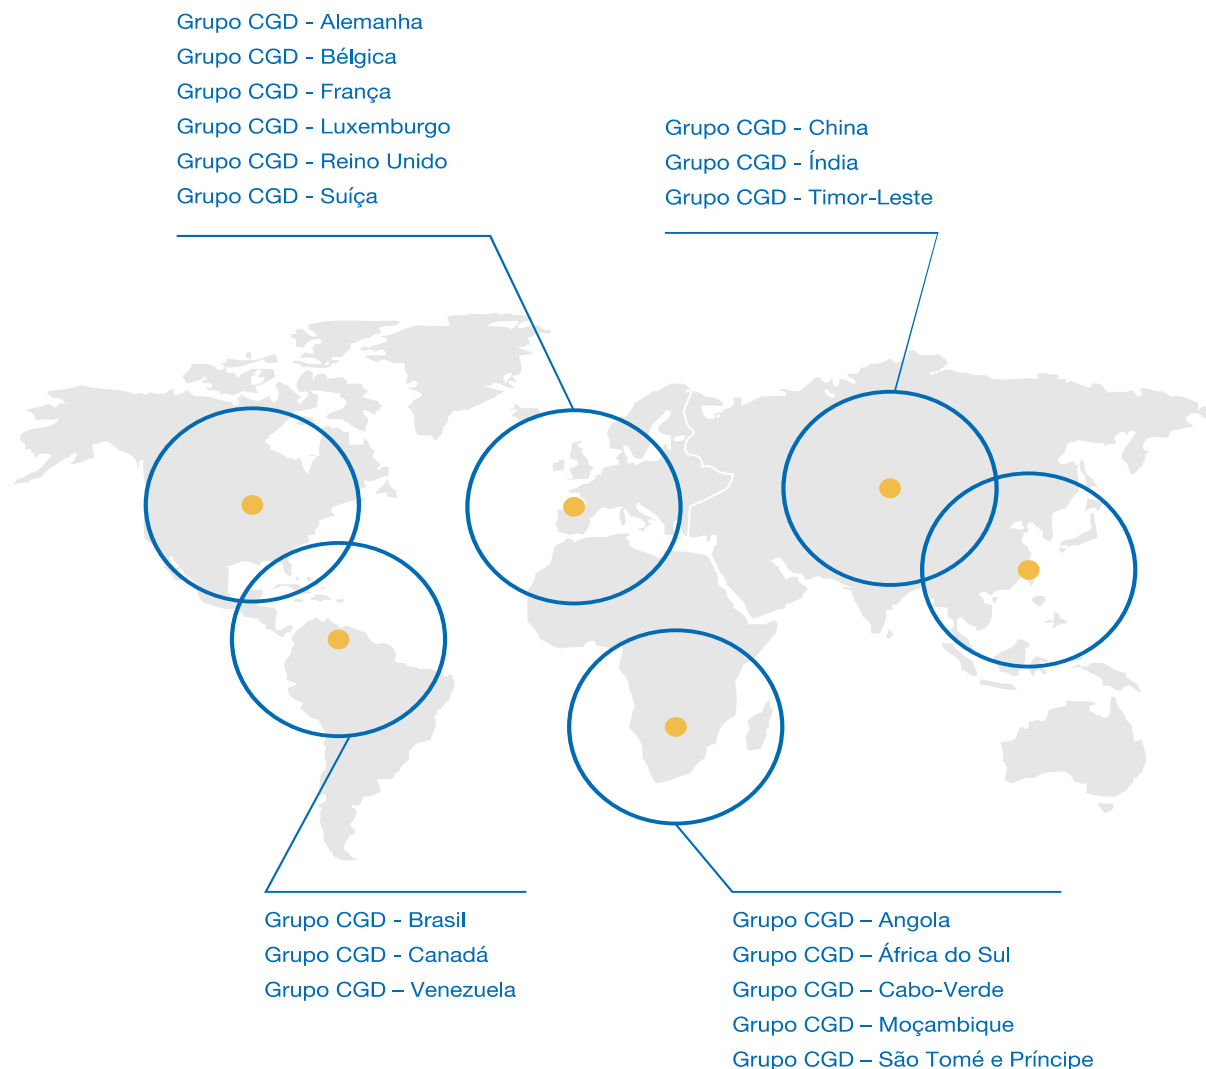 Grupo CGD - Alemanha
Grupo CGD - Bélgica
Grupo CGD - França
Grupo CGD - Luxemburgo
Grupo CGD - Reino Unido
Grupo CGD - Suíça
Grupo CGD - China
Grupo CGD - Índia
Grupo CGD - Timor-Leste
Grupo CGD - Brasil
Grupo CGD - Canadá
Grupo CGD – Venezuela
Grupo CGD – Angola
Grupo CGD – África do Sul
Grupo CGD – Cabo-Verde
Grupo CGD – Moçambique
Grupo CGD – São Tomé e Príncipe